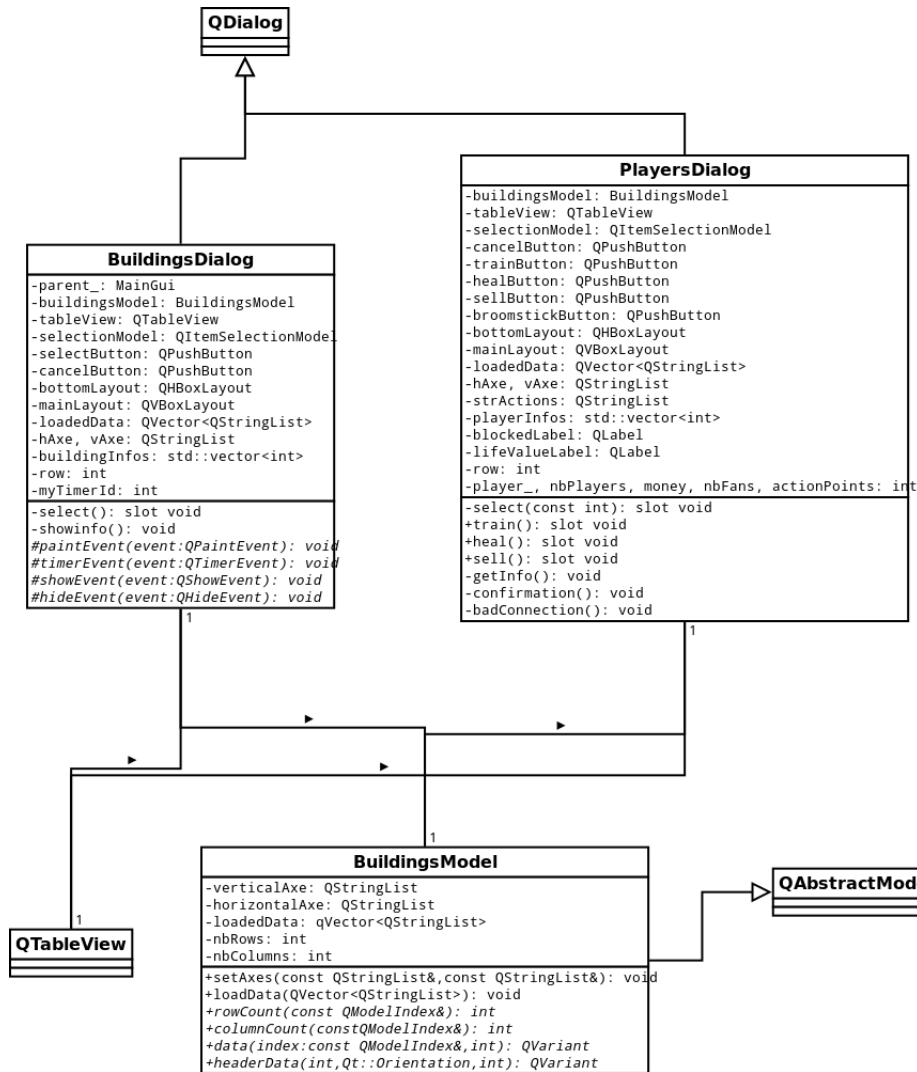 QDialog
PlayersDialog
-buildingsModel: BuildingsModel
-tableView: QTableView
-selectionModel: QItemSelectionModel
-cancelButton: QPushButton
-trainButton: QPushButton
-healButton: QPushButton
-sellButton: QPushButton
-broomstickButton: QPushButton
-bottomLayout: QHBoxLayout
-mainLayout: QVBoxLayout
-loadedData: QVector<QStringList>
-hAxe, vAxe: QStringList
-strActions: QStringList
-playerInfos: std::vector<int>
-blockedLabel: QLabel
-lifeValueLabel: QLabel
-row: int
-player_, nbPlayers, money, nbFans, actionPoints: int
-select(const int): slot void
+train(): slot void
+heal(): slot void
+sell(): slot void
-getInfo(): void
-confirmation(): void
-badConnection(): void
1
BuildingsDialog
-parent_: MainGui
-buildingsModel: BuildingsModel
-tableView: QTableView
-selectionModel: QItemSelectionModel
-selectButton: QPushButton
-cancelButton: QPushButton
-bottomLayout: QHBoxLayout
-mainLayout: QVBoxLayout
-loadedData: QVector<QStringList>
-hAxe, vAxe: QStringList
-buildingInfos: std::vector<int>
-row: int
-myTimerId: int
-select(): slot void
-showinfo(): void
#paintEvent(event:QPaintEvent): void
#timerEvent(event:QTimerEvent): void
#showEvent(event:QShowEvent): void
#hideEvent(event:QHideEvent): void
1
1
BuildingsModel
-verticalAxe: QStringList
-horizontalAxe: QStringList
-loadedData: qVector<QStringList>
-nbRows: int
-nbColumns: int
+setAxes(const QStringList&,const QStringList&): void
+loadData(QVector<QStringList>): void
+rowCount(const QModelIndex&): int
+columnCount(constQModelIndex&): int
+data(index:const QModelIndex&,int): QVariant
+headerData(int,Qt::Orientation,int): QVariant
QAbstractMod
1
QTableView